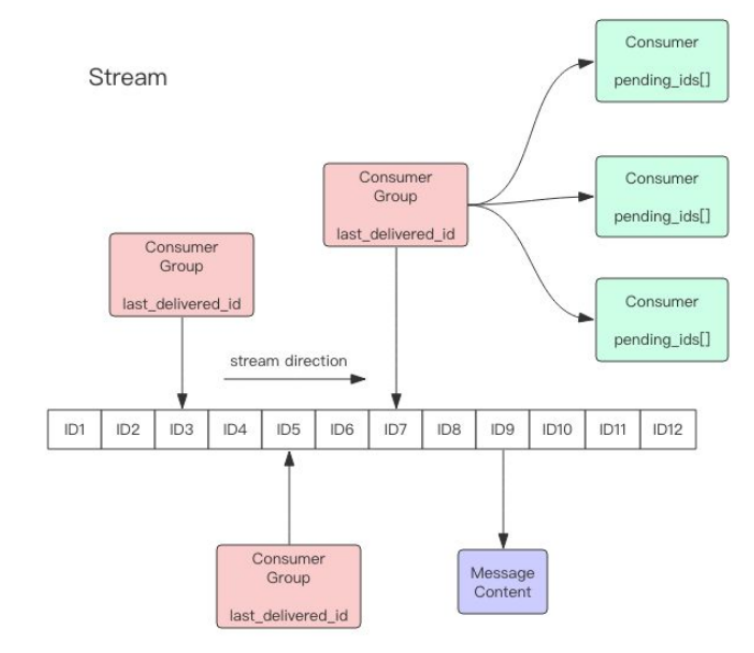 Stream
Consumer
pending_ids[]
Consumer
Group
last_delivered_id
Consumer
pending_ids[]
Consumer
Group
last_delivered_id
Consumer
pending_ids[]
stream direction
ID1 ID2 ID3 ID4 ID5 ID6 ID7 ID8 ID9 ID10 ID11 ID12
Consumer
Group
last_delivered_id
Message
Content